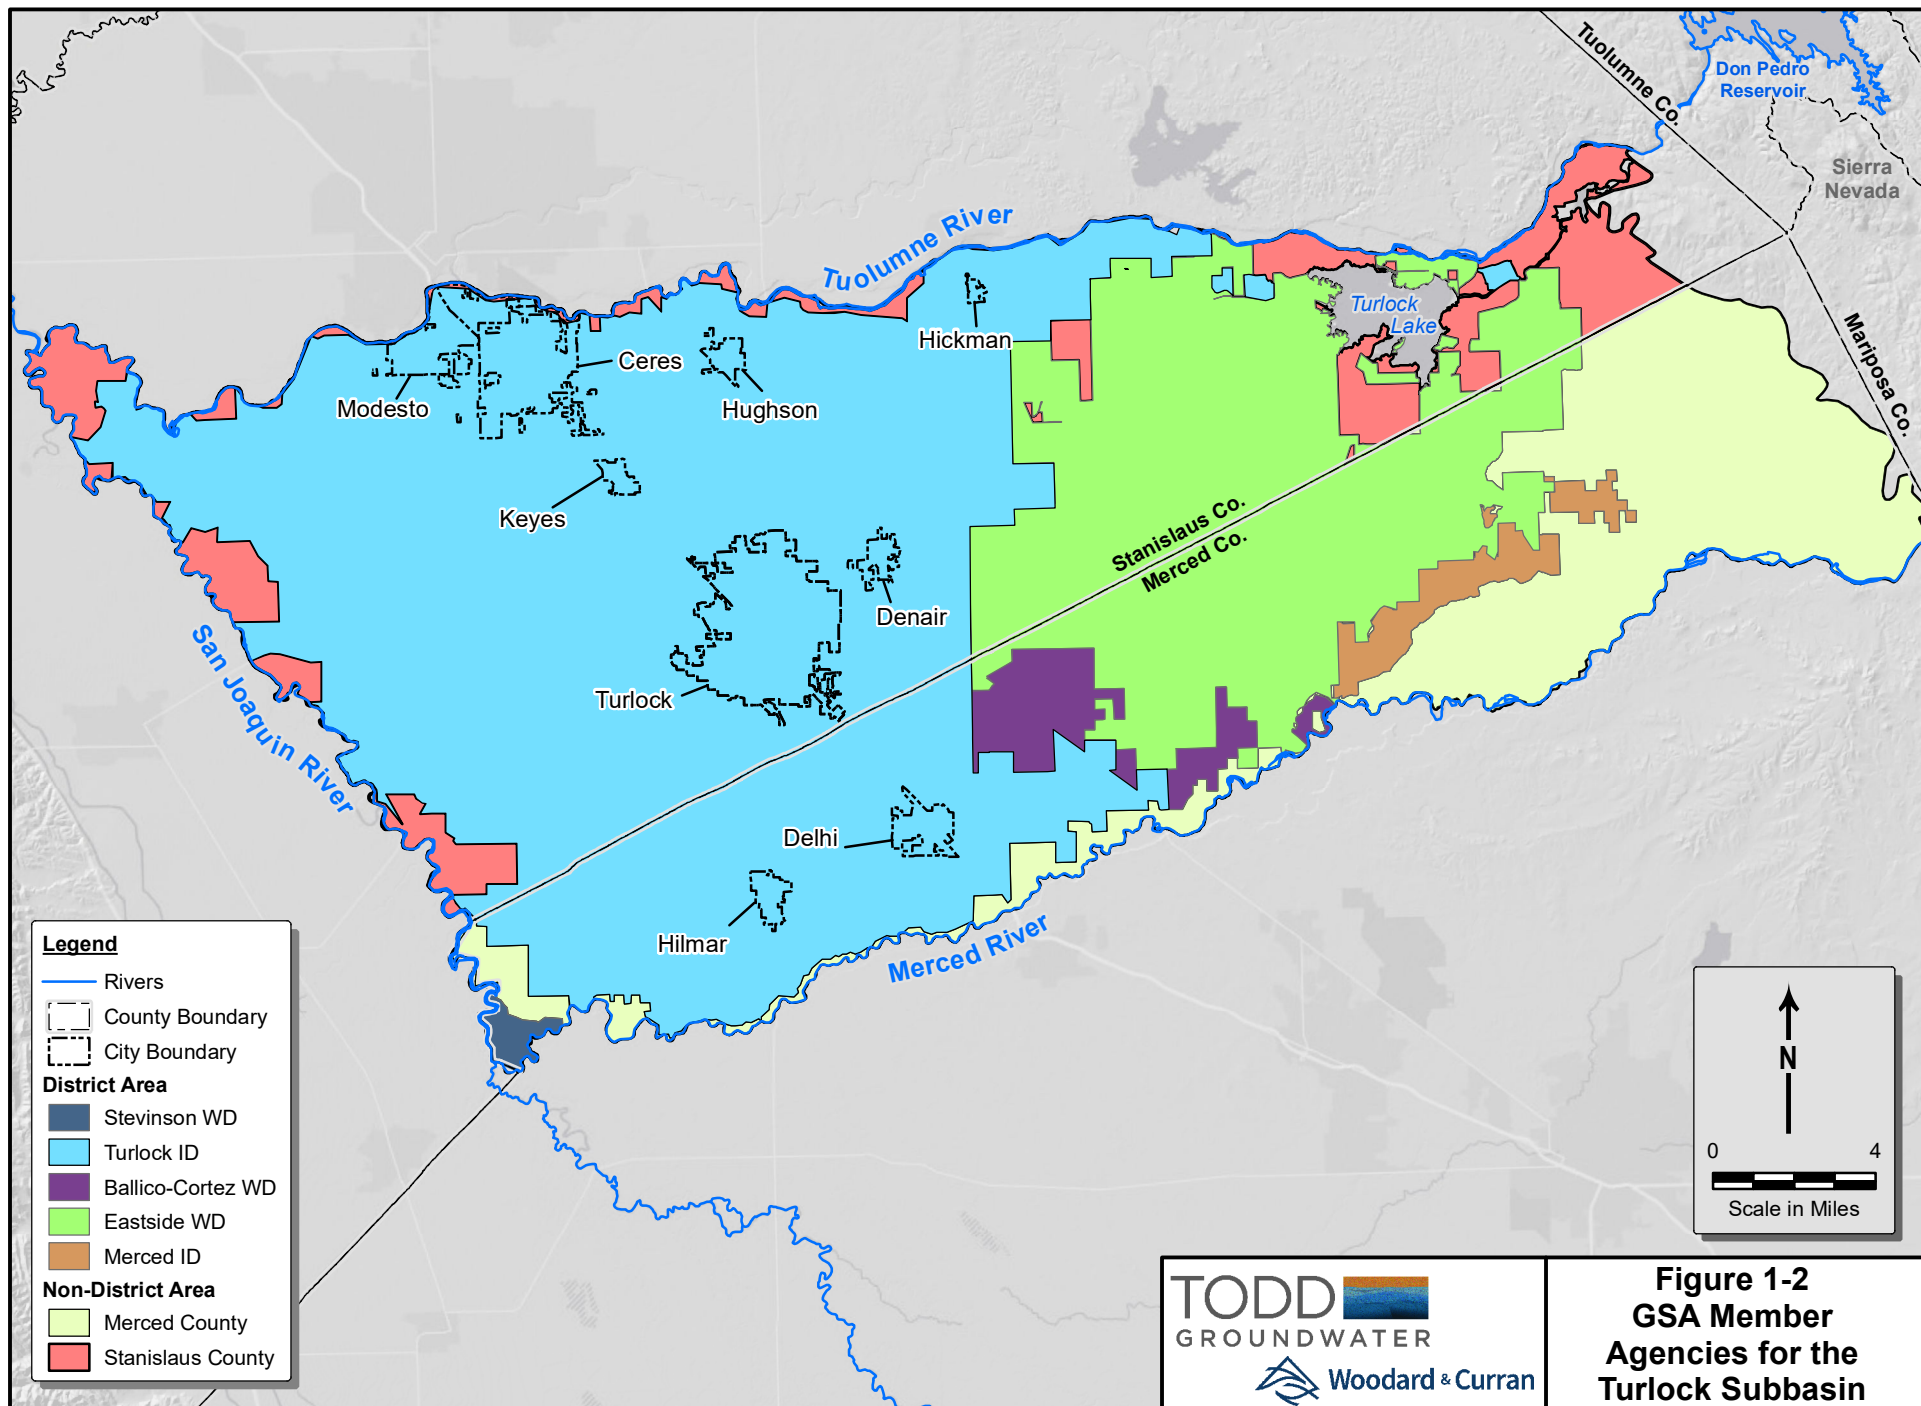 Tuolumne Co.
Don Pedro
Reservoir
Sierra
Nevada
Tuolumne River
Turlock
Lake
Mariposa Co.
Hickman
Ceres
Modesto
Hughson
Keyes
Stanislaus Co.
Merced Co.
Denair
Turlock
San Joaquin River
Delhi
Hilmar
Merced River
Legend
Rivers
County Boundary
City Boundary
District Area
Stevinson WD
Turlock ID
Ballico-Cortez WD
Eastside WD
Merced ID
Non-District Area
Merced County
Stanislaus County
N
0 4
Scale in Miles
TODD
GROUNDWATER
Woodard & Curran
Figure 1-2
GSA Member
Agencies for the
Turlock Subbasin